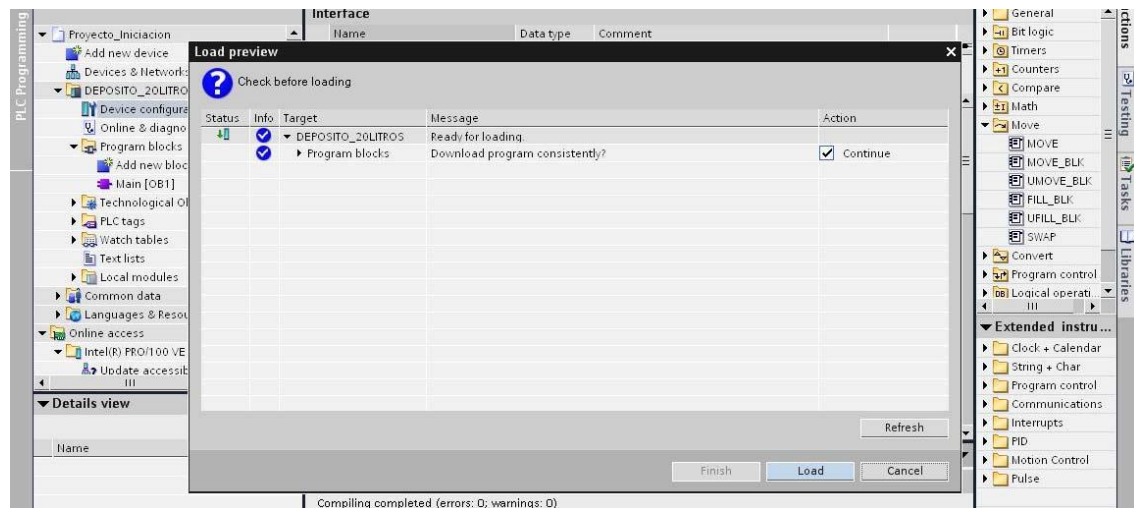 PLC Programming
Proyecto_Iniciacion
Add new device
Devices & Networks
DEPOSITO_20LITRO
Device configura
Online & diagno
Program blocks
Add new bloc
Main [OB1]
Technological Ol
PLC tags
Watch tables
Text lists
Local modules
Common data
Languages & Resou
Online access
Intel(R) PRO/100 VE
Update accessib
III
Details view
Name
Interface
Name Data type Comment
Load preview
Check before loading
Status Info Target Message Action
DEPOSITO_20LITROS Ready for loading.
Program blocks Download program consistently? Continue
Refresh
Finish Load Cancel
Compiling completed (errors: 0; warnings: 0)
General
Bit logic
Timers
Counters
Compare
Math
Move
MOVE
MOVE_BLK
UMOVE_BLK
FILL_BLK
UFILL_BLK
SWAP
Convert
Program control
Logical operati...
III
Extended instru...
Clock + Calendar
String + Char
Program control
Communications
Interrupts
PID
Motion Control
Pulse
ctions
Testing
Tasks
Libraries